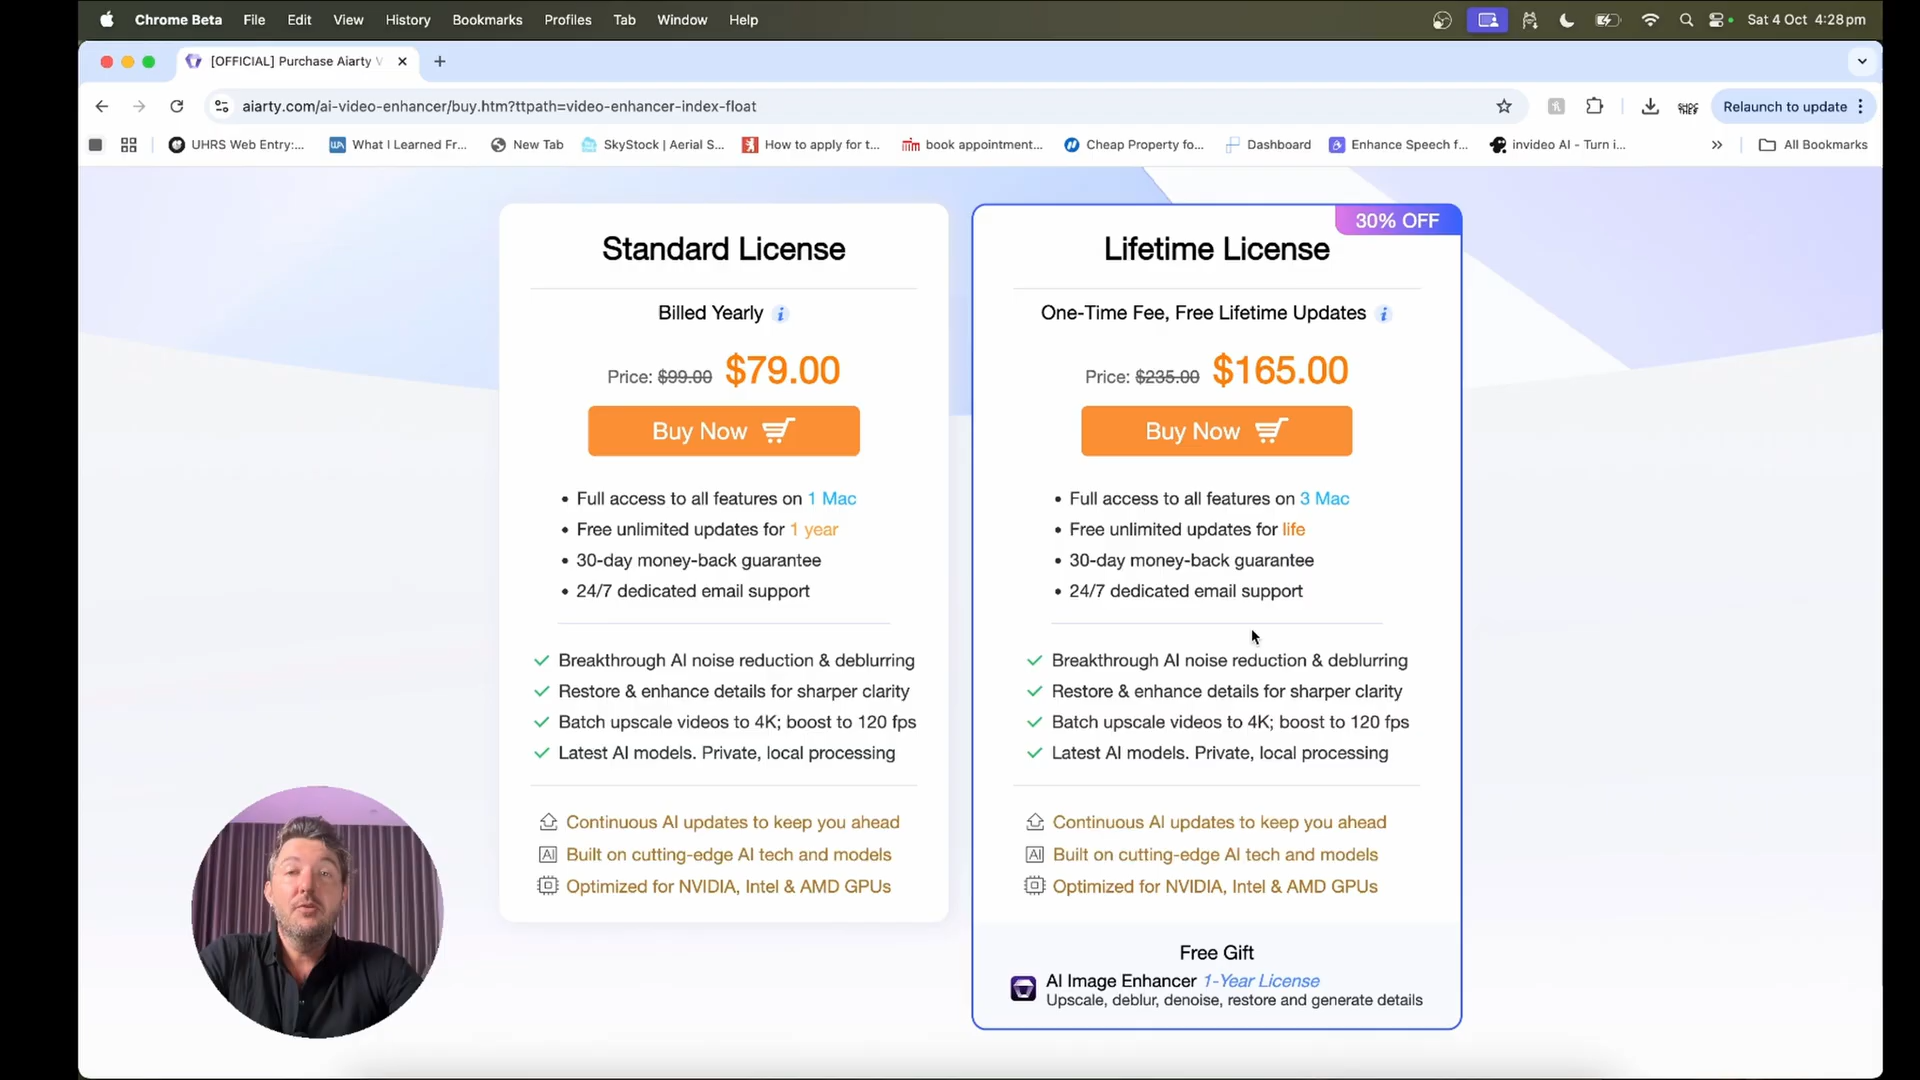 Chrome Beta File Edit View History Bookmarks Profiles Tab Window Help Sat 4 Oct 4:28 pm
[OFFICIAL] Purchase Aiarty V
aiarty.com/ai-video-enhancer/buy.htm?ttpath=video-enhancer-index-float Relaunch to update
UHRS Web Entry:... What I Learned Fr... New Tab SkyStock | Aerial S... How to apply for t... book appointment... Cheap Property fo... Dashboard Enhance Speech f... invideo AI - Turn i... All Bookmarks
Standard License
Billed Yearly
Price: $99.00 $79.00
Buy Now
• Full access to all features on 1 Mac
• Free unlimited updates for 1 year
• 30-day money-back guarantee
• 24/7 dedicated email support
Breakthrough AI noise reduction & deblurring
Restore & enhance details for sharper clarity
Batch upscale videos to 4K; boost to 120 fps
Latest AI models. Private, local processing
Continuous AI updates to keep you ahead
AI Built on cutting-edge AI tech and models
Optimized for NVIDIA, Intel & AMD GPUs
30% OFF
Lifetime License
One-Time Fee, Free Lifetime Updates
Price: $235.00 $165.00
Buy Now
• Full access to all features on 3 Mac
• Free unlimited updates for life
• 30-day money-back guarantee
• 24/7 dedicated email support
Breakthrough AI noise reduction & deblurring
Restore & enhance details for sharper clarity
Batch upscale videos to 4K; boost to 120 fps
Latest AI models. Private, local processing
Continuous AI updates to keep you ahead
AI Built on cutting-edge AI tech and models
Optimized for NVIDIA, Intel & AMD GPUs
Free Gift
AI Image Enhancer 1-Year License
Upscale, deblur, denoise, restore and generate details